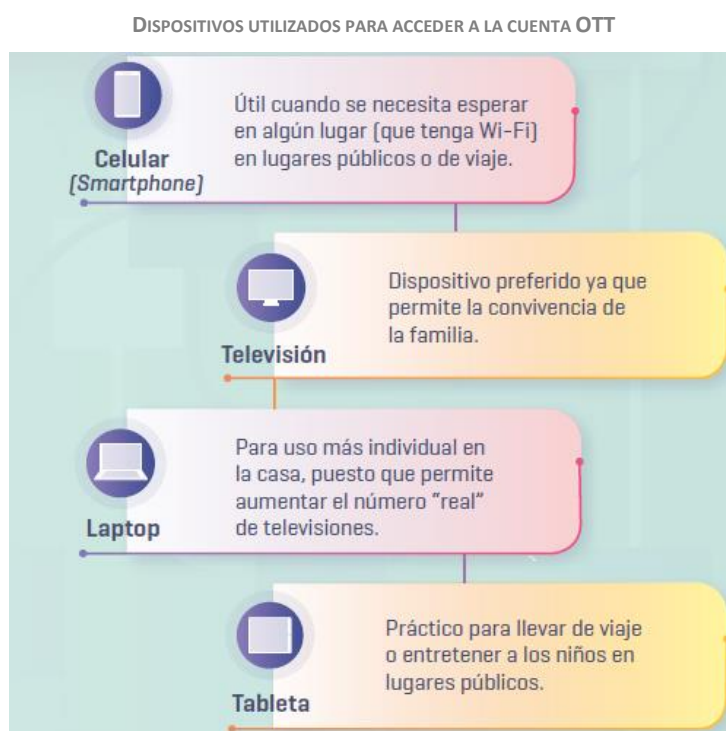 DISPOSITIVOS UTILIZADOS PARA ACCEDER A LA CUENTA OTT
Útil cuando se necesita esperar
en algún lugar (que tenga Wi-Fi)
en lugares públicos o de viaje.
Celular
(Smartphone)
Dispositivo preferido ya que
permite la convivencia de
la familia.
Televisión
Para uso más individual en
la casa, puesto que permite
aumentar el número “real”
de televisiones.
Laptop
Práctico para llevar de viaje
o entretener a los niños en
lugares públicos.
Tableta